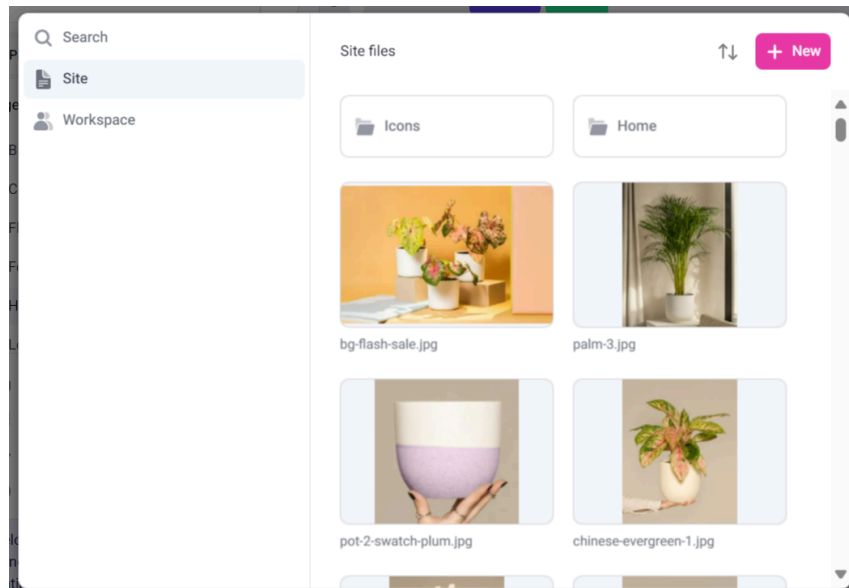 Search
Site
Workspace
Site files
New
Icons
Home
bg-flash-sale.jpg
palm-3.jpg
pot-2-swatch-plum.jpg
chinese-evergreen-1.jpg